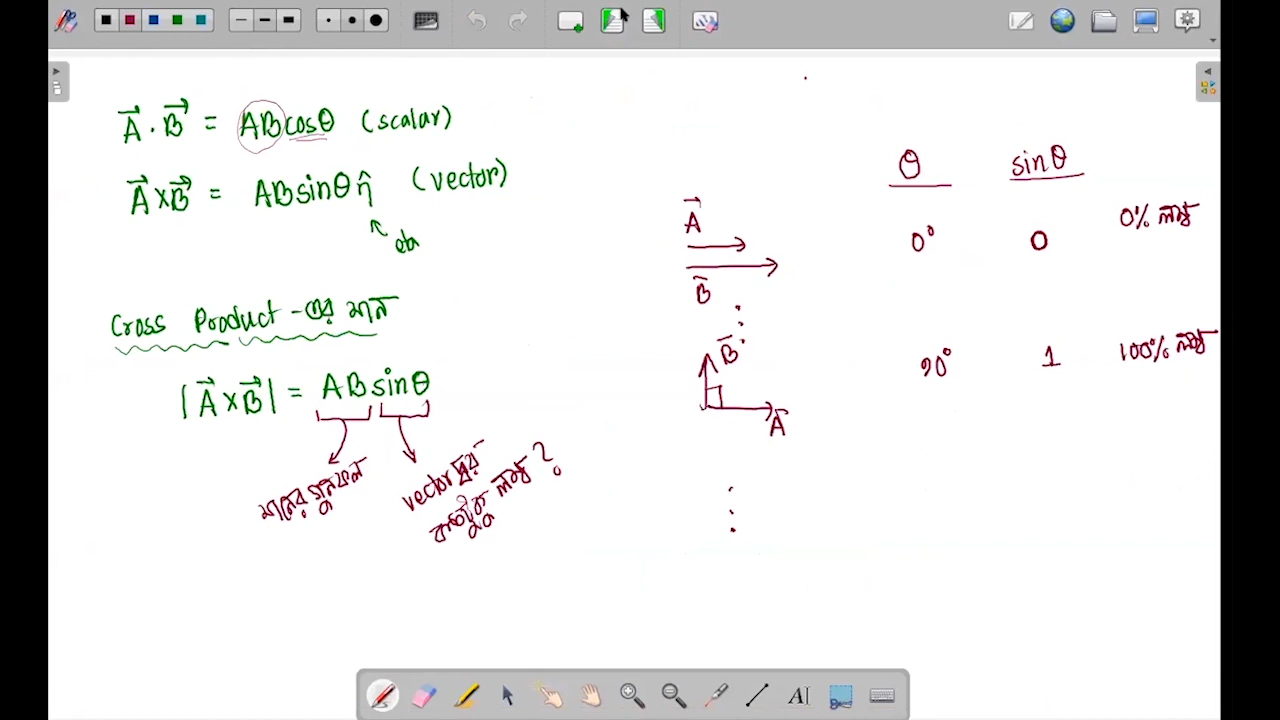 A⃗ · B⃗ = ABcosθ (scalar)
A⃗ × B⃗ = ABsinθ η̂ (vector)
eta
Cross Product-এর মান
|A⃗ × B⃗| = ABsinθ
মানের গুনফল
vector দ্বয়
কতটুকু লম্ব?
A⃗
B⃗
B⃗
A⃗
θ sinθ
0° 0 0% লম্ব
90° 1 100% লম্ব